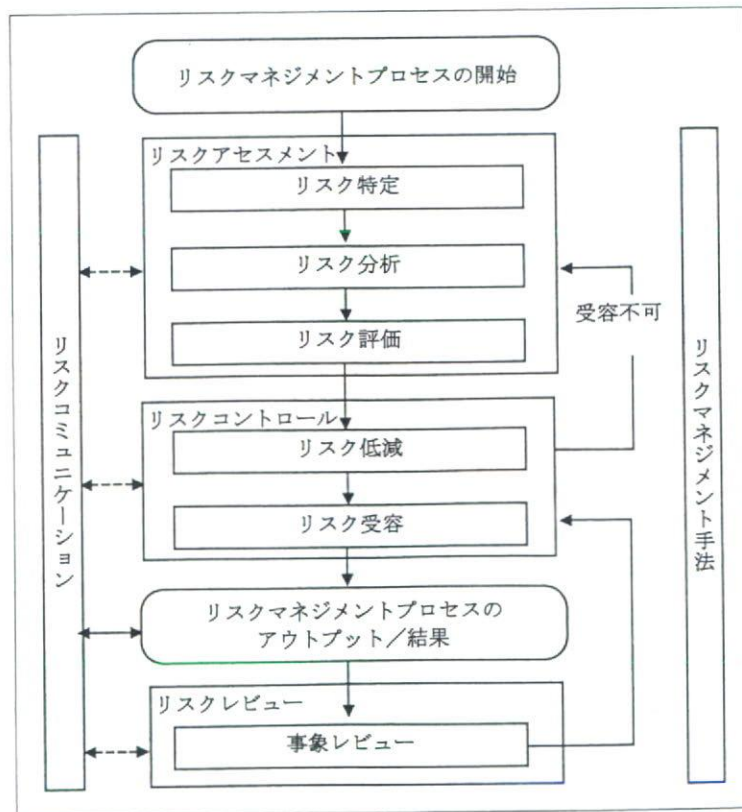 リスクマネジメントプロセスの開始
リスクアセスメント
リスク特定
リスク分析
受容不可
リスク評価
リスクコミュニケーション
リスクマネジメント手法
リスクコントロール
リスク低減
リスク受容
リスクマネジメントプロセスの
アウトプット／結果
リスクレビュー
事象レビュー